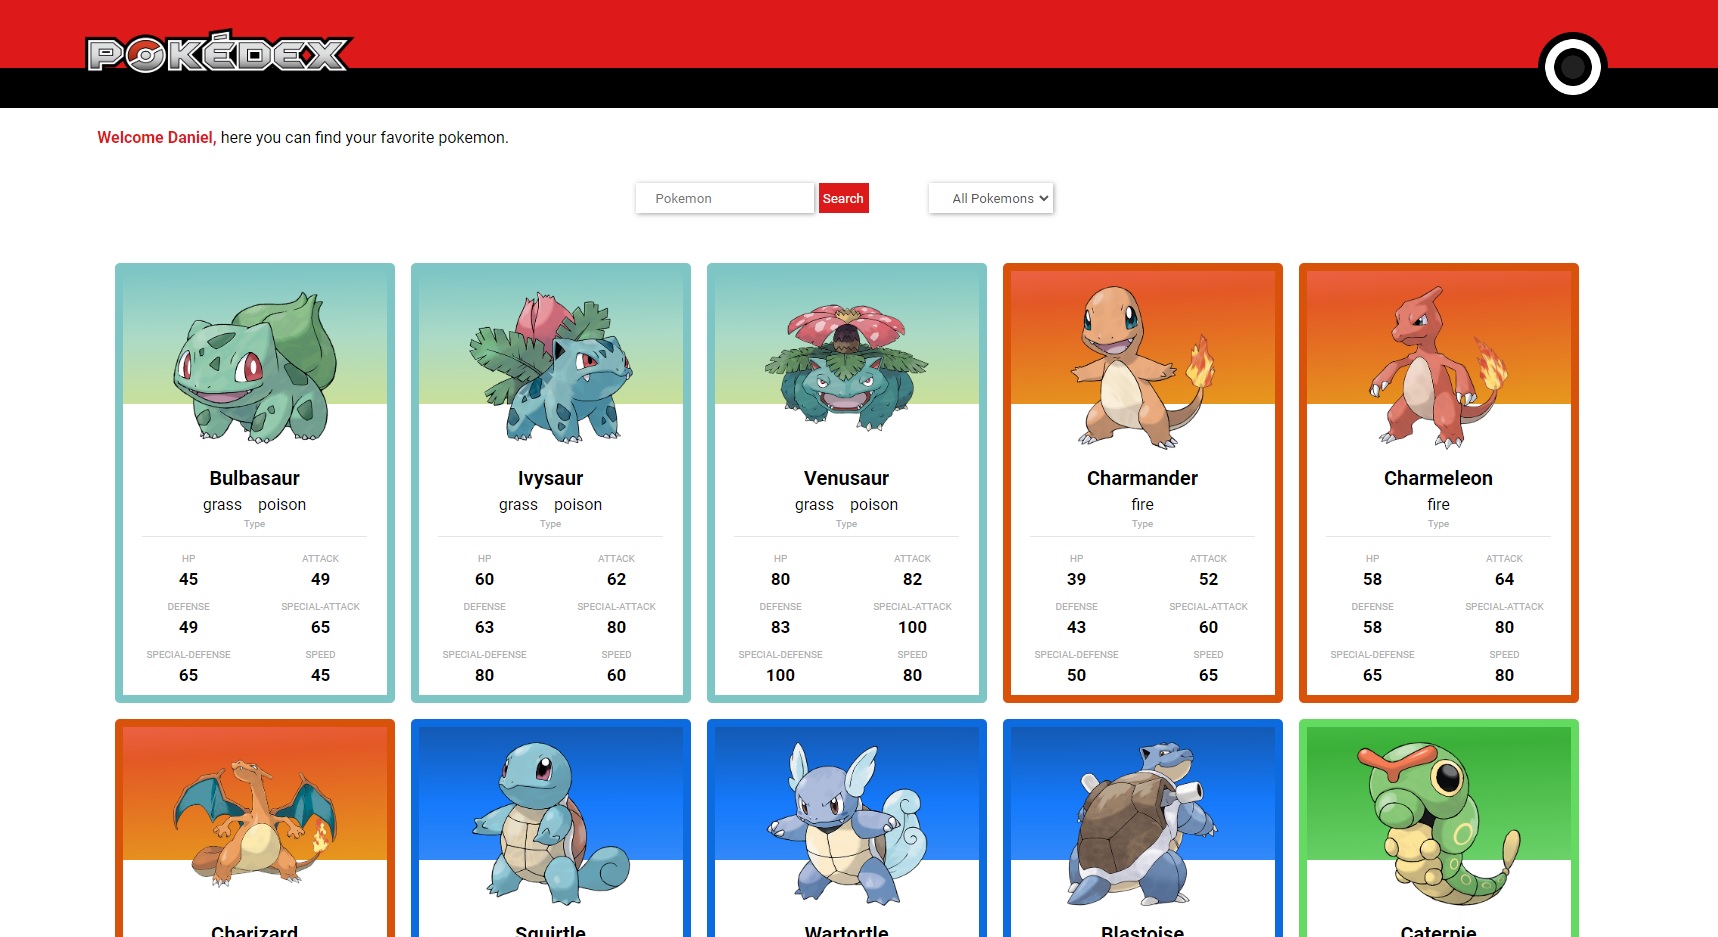 POKÉDEX
Welcome Daniel, here you can find your favorite pokemon.
Pokemon Search All Pokemons
Bulbasaur Ivysaur Venusaur Charmander Charmeleon
grass poison grass poison grass poison fire fire
Type Type Type Type Type
HP ATTACK HP ATTACK HP ATTACK HP ATTACK HP ATTACK
45 49 60 62 80 82 39 52 58 64
DEFENSE SPECIAL-ATTACK DEFENSE SPECIAL-ATTACK DEFENSE SPECIAL-ATTACK DEFENSE SPECIAL-ATTACK DEFENSE SPECIAL-ATTACK
49 65 63 80 83 100 43 60 58 80
SPECIAL-DEFENSE SPEED SPECIAL-DEFENSE SPEED SPECIAL-DEFENSE SPEED SPECIAL-DEFENSE SPEED SPECIAL-DEFENSE SPEED
65 45 80 60 100 80 50 65 65 80
Charizard Squirtle Wartortle Blastoise Caterpie